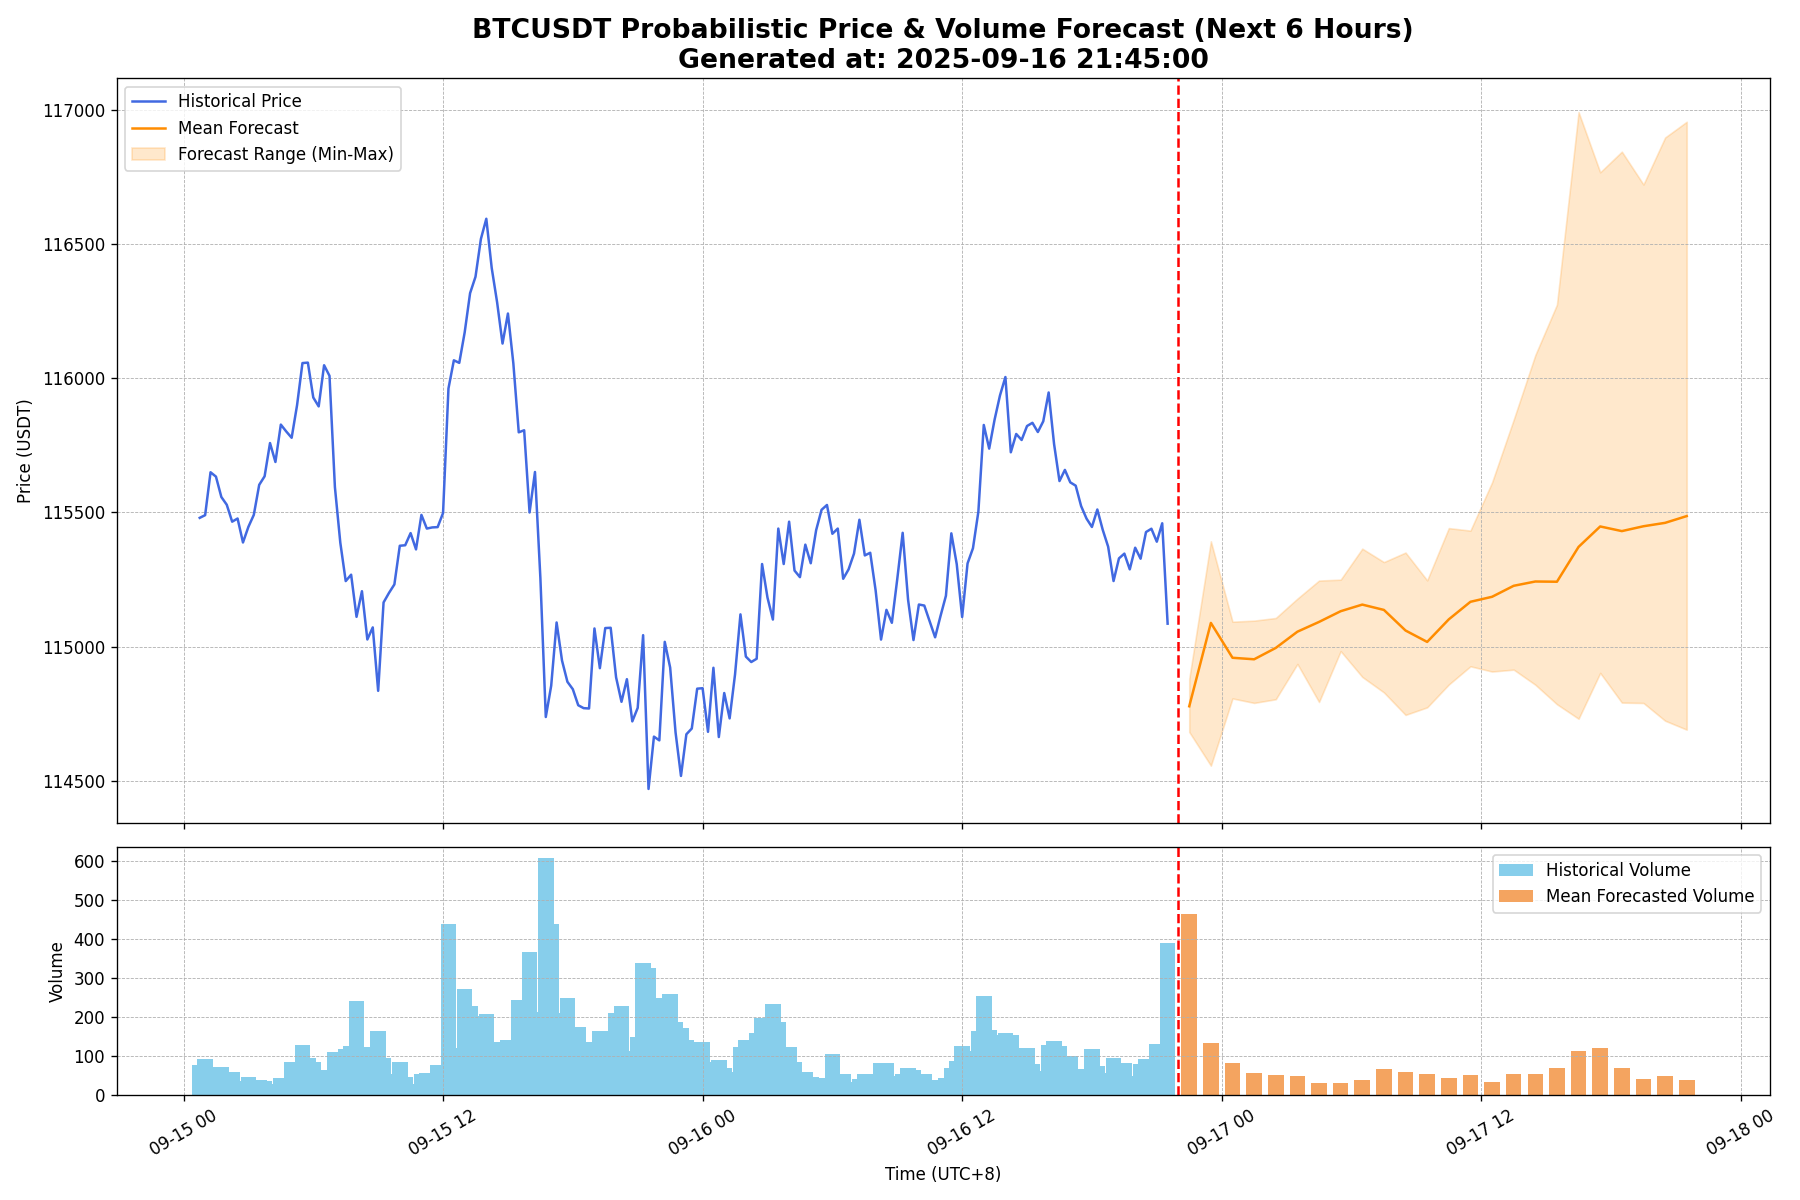 BTCUSDT Probabilistic Price & Volume Forecast (Next 6 Hours)
Generated at: 2025-09-16 21:45:00
Historical Price
Mean Forecast
Forecast Range (Min-Max)
117000
116500
116000
115500
115000
114500
Price (USDT)
Historical Volume
Mean Forecasted Volume
600
500
400
300
200
100
0
Volume
09-15 00
09-15 12
09-16 00
09-16 12
09-17 00
09-17 12
09-18 00
Time (UTC+8)